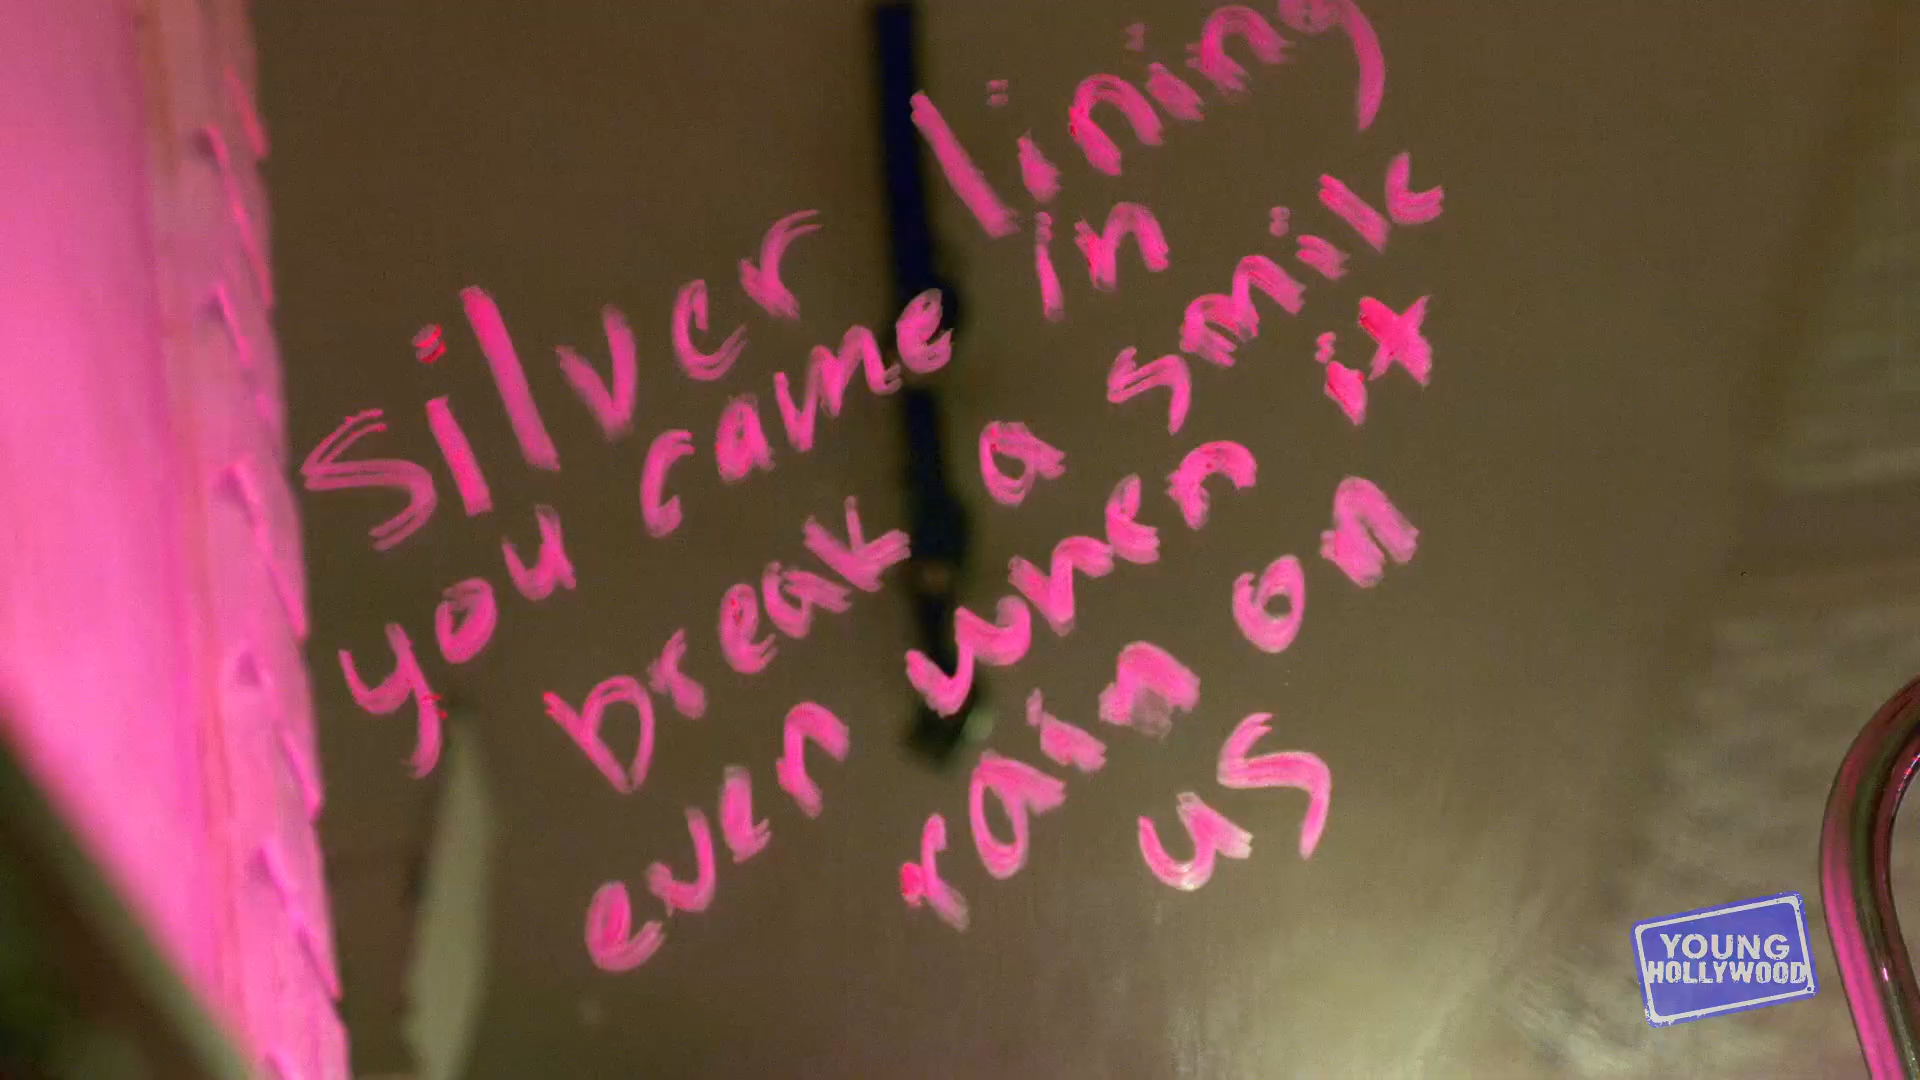 Silver lining
you came in
break a smile
even when it
rain on
us
YOUNG
HOLLYWOOD